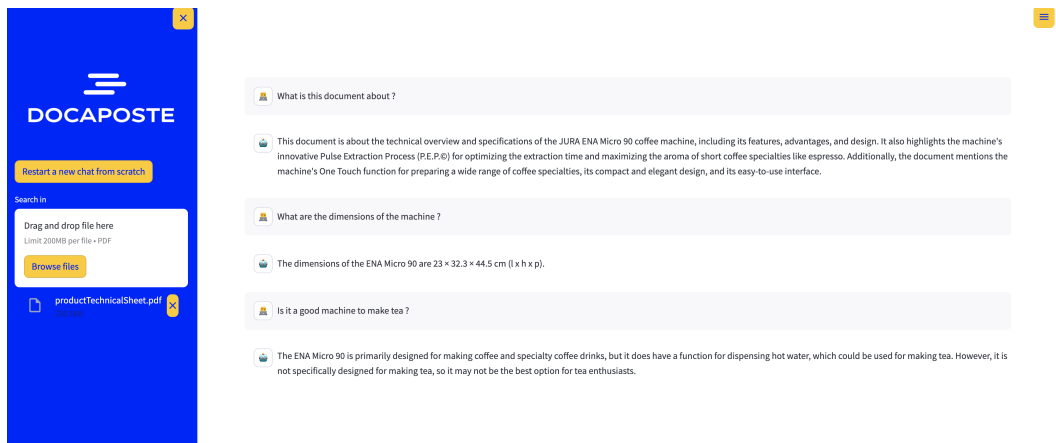 DOCAPOSTE
Restart a new chat from scratch
Search in
Drag and drop file here
Limit 200MB per file • PDF
Browse files
productTechnicalSheet.pdf
What is this document about ?
This document is about the technical overview and specifications of the JURA ENA Micro 90 coffee machine, including its features, advantages, and design. It also highlights the machine's
innovative Pulse Extraction Process (P.E.P.©) for optimizing the extraction time and maximizing the aroma of short coffee specialties like espresso. Additionally, the document mentions the
machine's One Touch function for preparing a wide range of coffee specialties, its compact and elegant design, and its easy-to-use interface.
What are the dimensions of the machine ?
The dimensions of the ENA Micro 90 are 23 × 32.3 × 44.5 cm (l x h x p).
Is it a good machine to make tea ?
The ENA Micro 90 is primarily designed for making coffee and specialty coffee drinks, but it does have a function for dispensing hot water, which could be used for making tea. However, it is
not specifically designed for making tea, so it may not be the best option for tea enthusiasts.